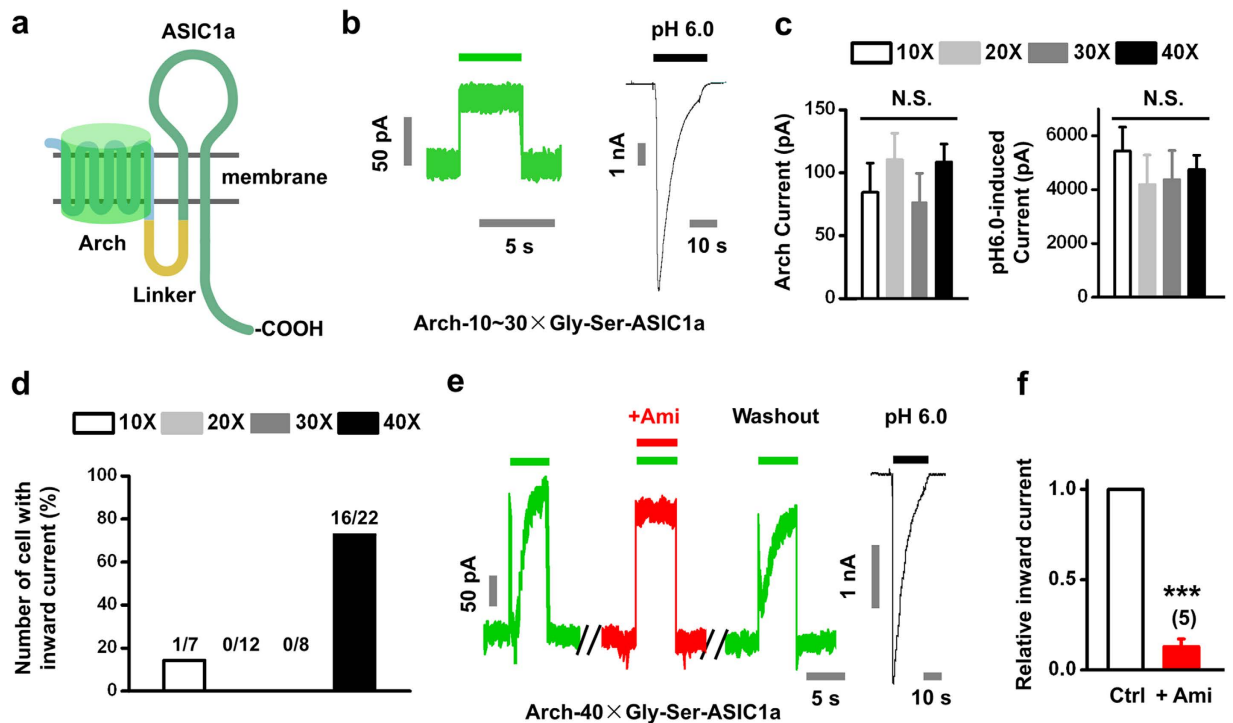 a
ASIC1a
membrane
Arch
Linker
-COOH
b
pH 6.0
50 pA
1 nA
5 s
10 s
Arch-10~30×Gly-Ser-ASIC1a
c
10X 20X 30X 40X
N.S.
Arch Current (pA)
150
100
50
0
N.S.
pH6.0-induced
Current (pA)
6000
4000
2000
0
d
10X 20X 30X 40X
Number of cell with
inward current (%)
100
80
60
40
20
0
1/7 0/12 0/8 16/22
e
+Ami Washout pH 6.0
50 pA
1 nA
5 s
10 s
Arch-40×Gly-Ser-ASIC1a
f
Relative inward current
1.0
0.5
0.0
***
(5)
Ctrl + Ami